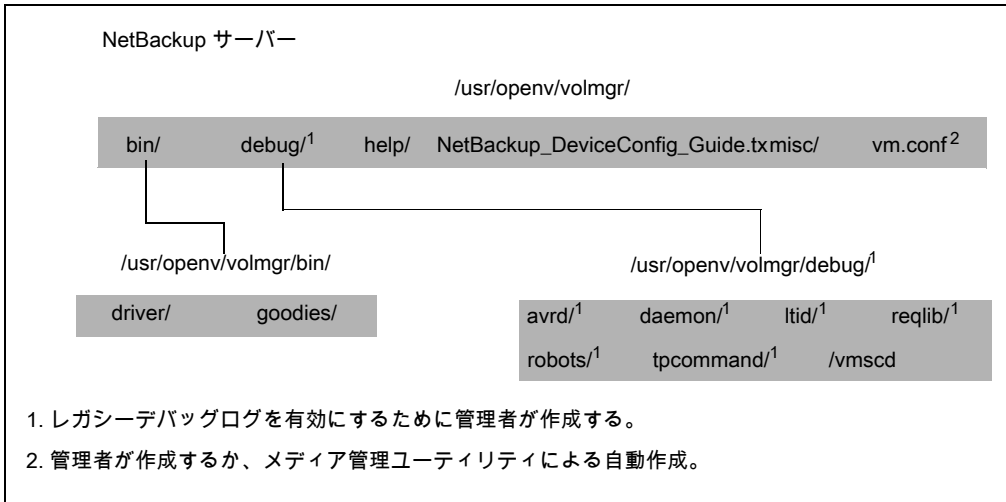 NetBackup サーバー
/usr/openv/volmgr/
bin/ debug/1 help/ NetBackup_DeviceConfig_Guide.txmisc/ vm.conf 2
/usr/openv/volmgr/bin/ /usr/openv/volmgr/debug/1
driver/ goodies/ avrd/1 daemon/1 ltid/1 reqlib/1
robots/1 tpcommand/1 /vmscd
1. レガシーデバッグログを有効にするために管理者が作成する。
2. 管理者が作成するか、メディア管理ユーティリティによる自動作成。